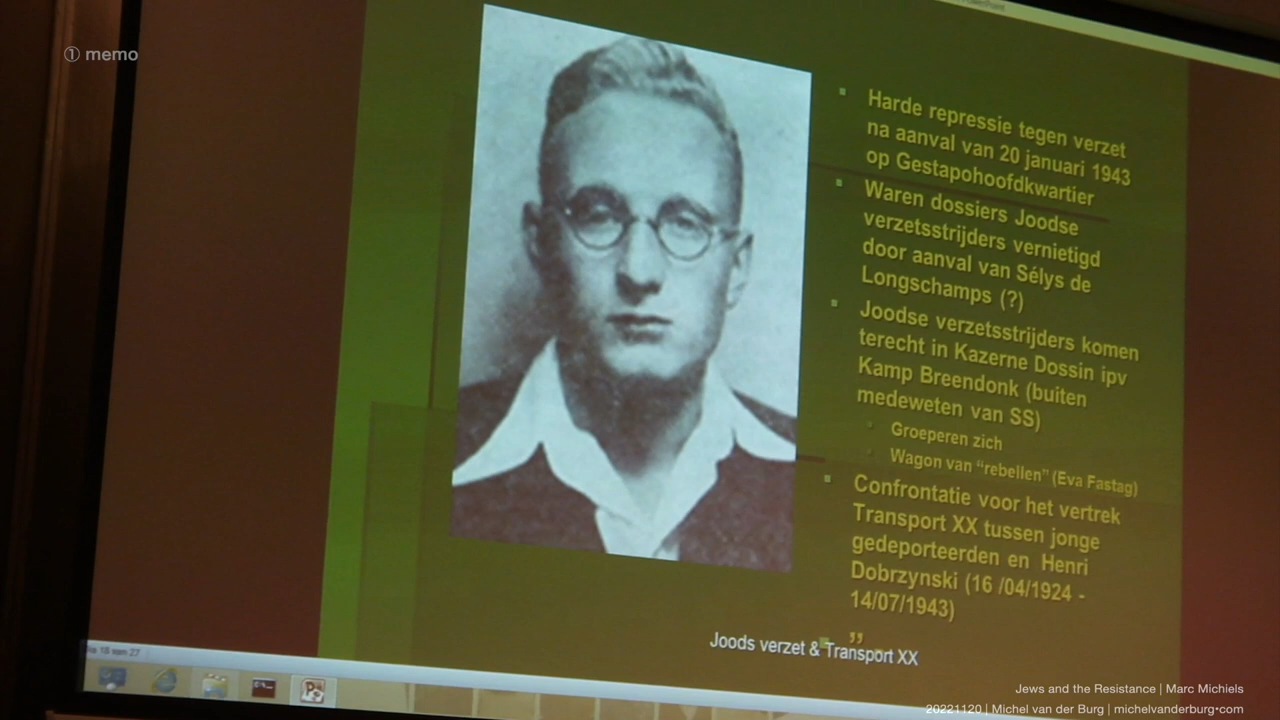 PowerPoint
① memo
Harde repressie tegen verzet
na aanval van 20 januari 1943
op Gestapohoofdkwartier
Waren dossiers Joodse
verzetsstrijders vernietigd
door aanval van Sélys de
Longschamps (?)
Joodse verzetsstrijders komen
terecht in Kazerne Dossin ipv
Kamp Breendonk (buiten
medeweten van SS)
Groeperen zich
Wagon van “rebellen” (Eva Fastag)
Confrontatie voor het vertrek
Transport XX tussen jonge
gedeporteerden en Henri
Dobrzynski (16 /04/1924 -
14/07/1943)
”
Joods verzet & Transport XX
18 van 27
Jews and the Resistance | Marc Michiels
20221120 | Michel van der Burg | michelvanderburg•com